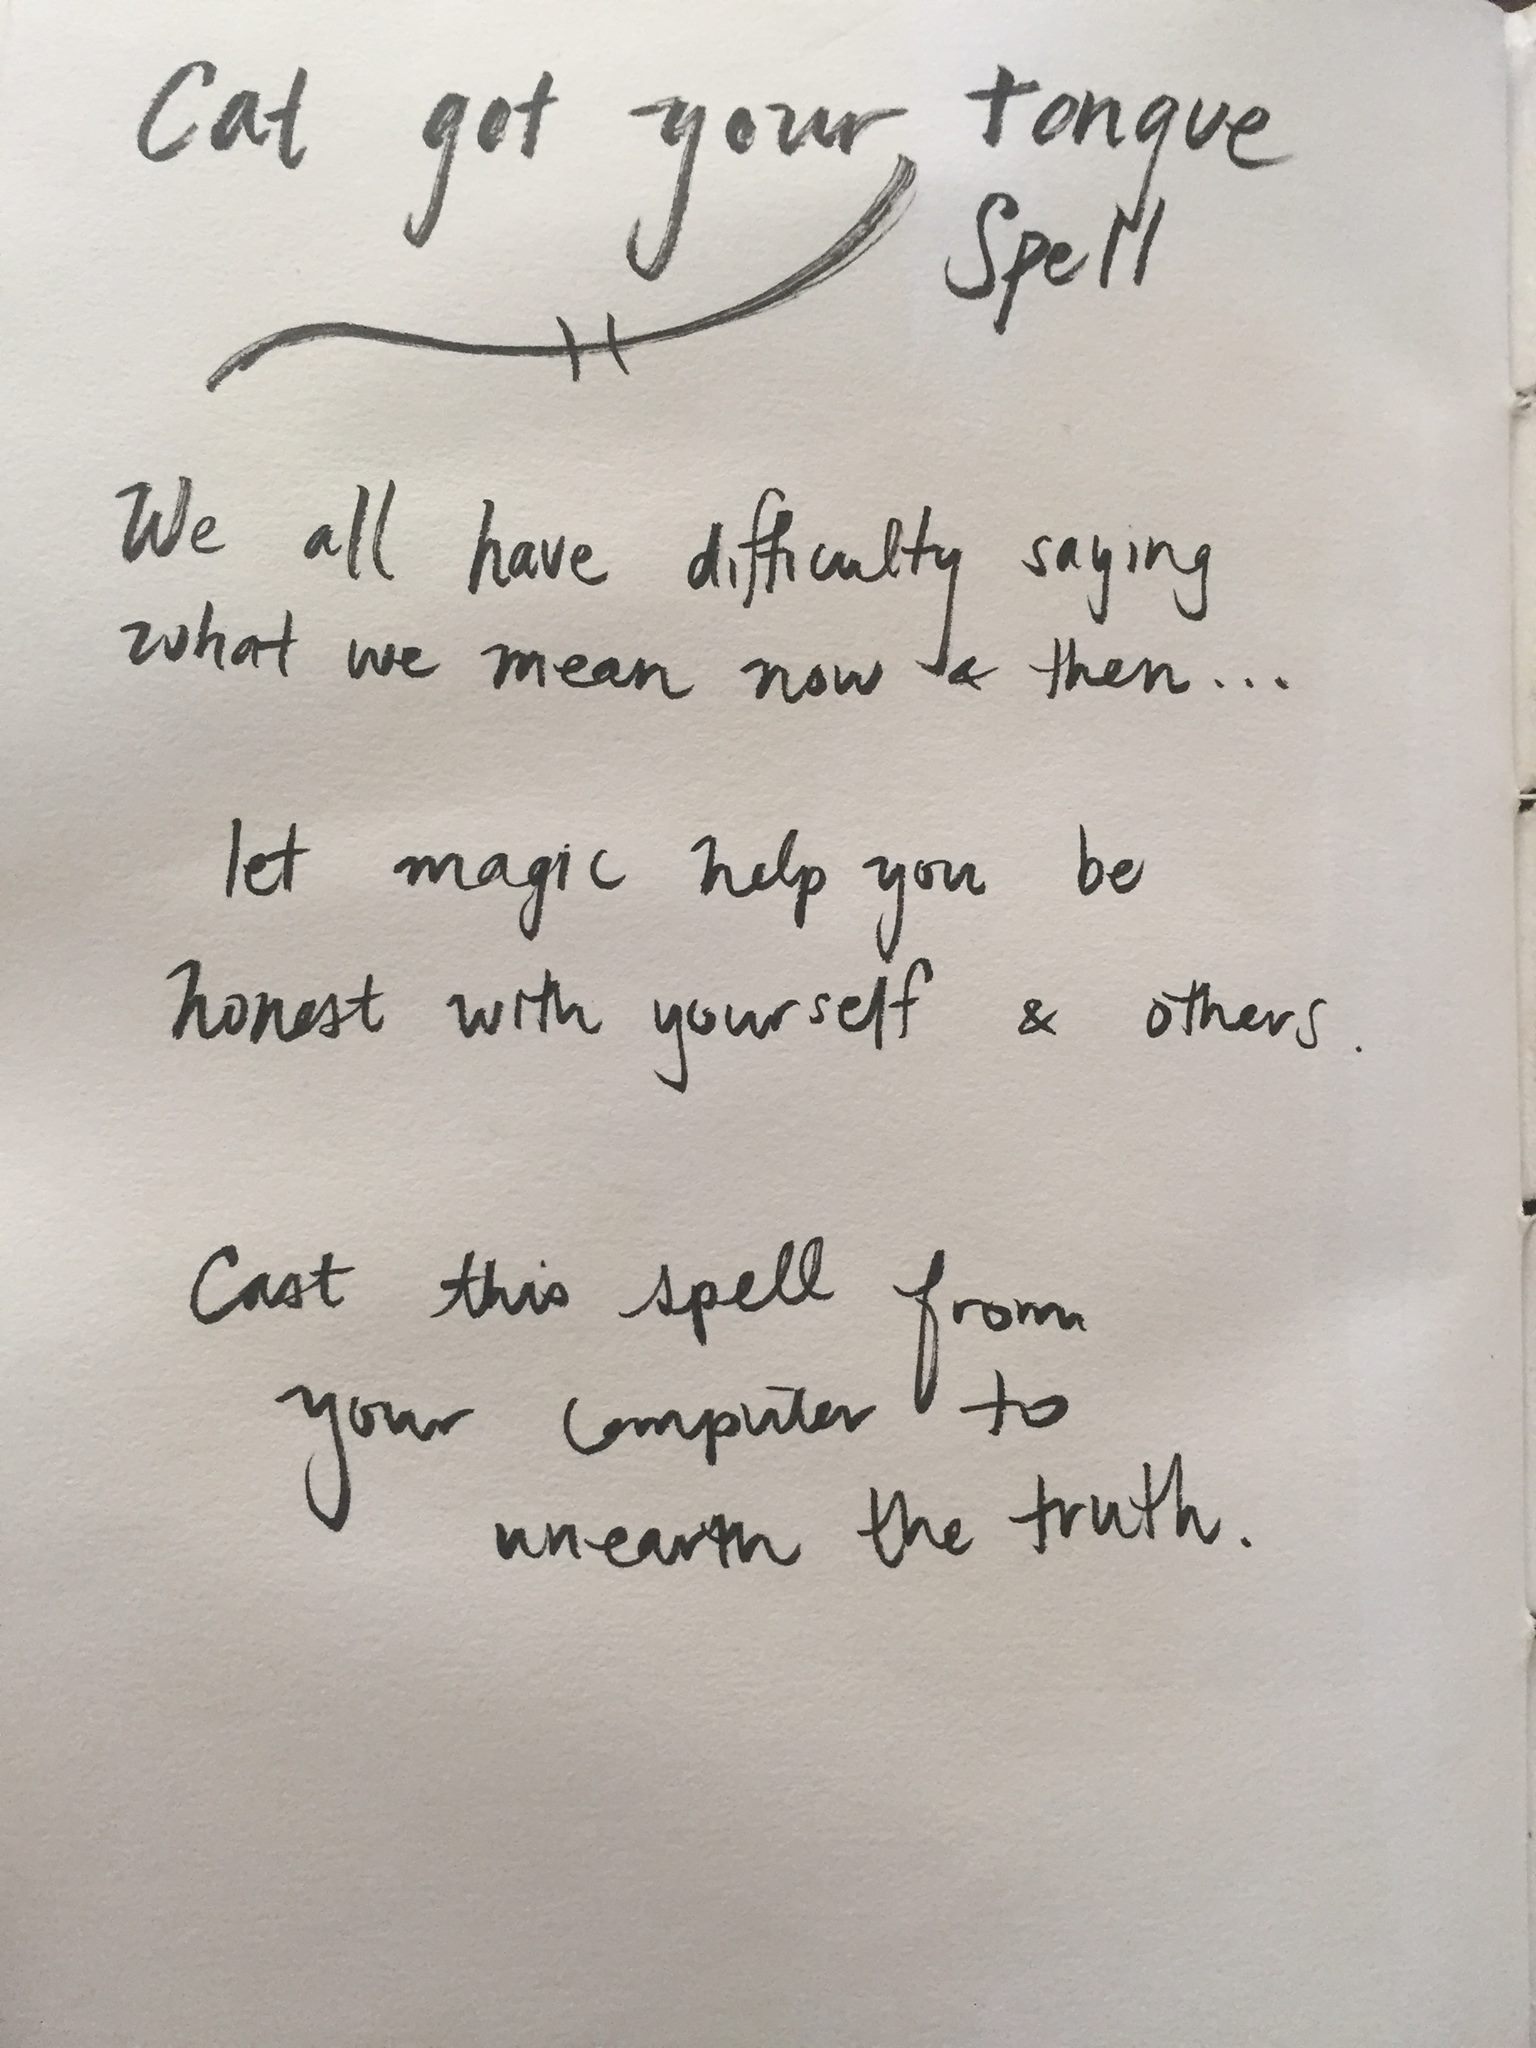 Cat got your tongue
Spell
We all have difficulty saying
what we mean now & then...
let magic help you be
honest with yourself & others.
Cast this spell from
your computer to
unearth the truth.